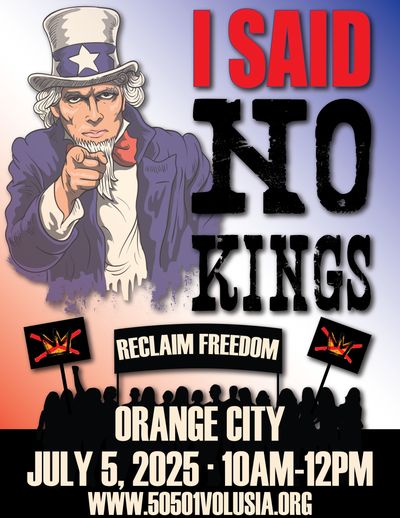 I SAID
NO
KINGS
RECLAIM FREEDOM
ORANGE CITY
JULY 5, 2025 · 10AM-12PM
WWW.50501VOLUSIA.ORG